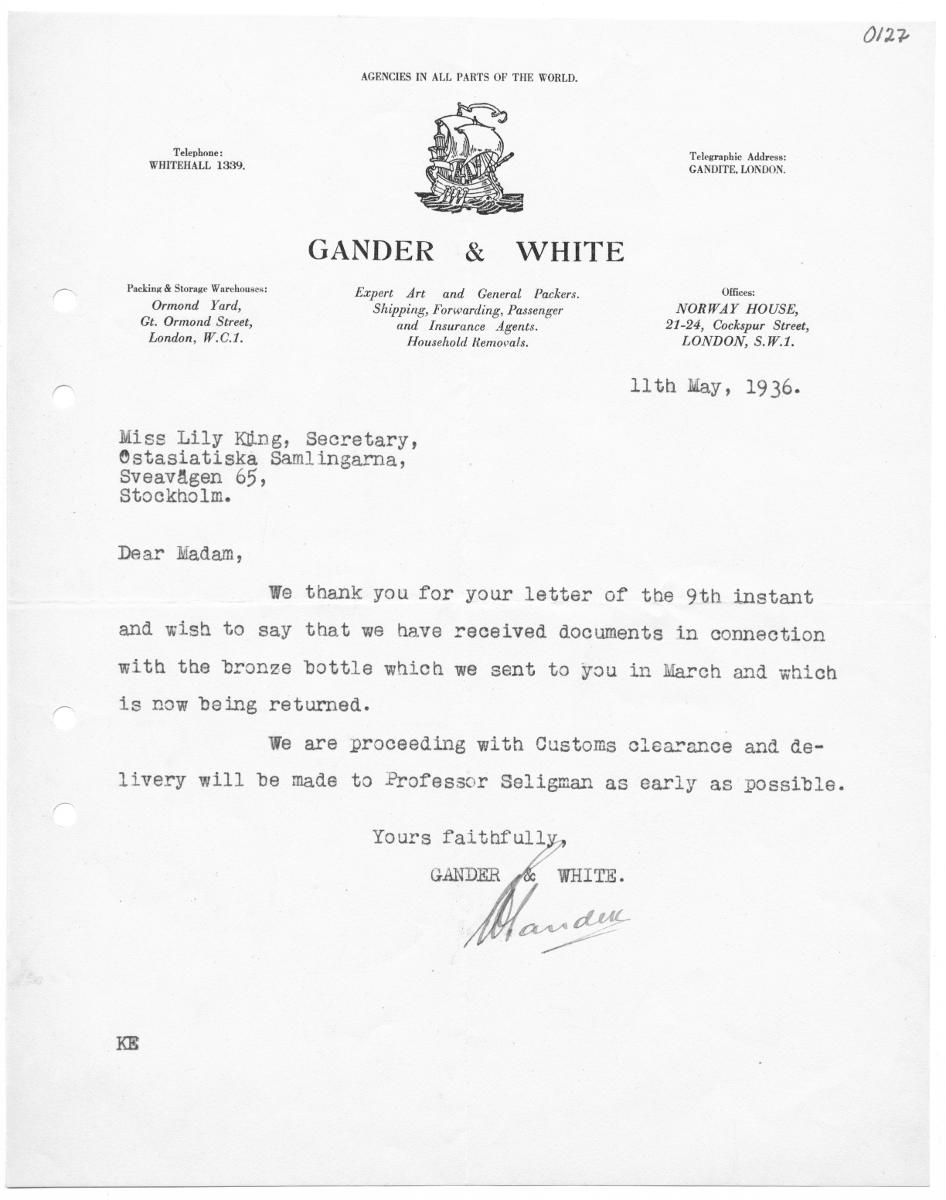 0127
AGENCIES IN ALL PARTS OF THE WORLD.
Telephone:
WHITEHALL 1339.
Telegraphic Address:
GANDITE, LONDON.
GANDER & WHITE
Packing & Storage Warehouses:
Ormond Yard,
Gt. Ormond Street,
London, W.C.1.
Expert Art and General Packers.
Shipping, Forwarding, Passenger
and Insurance Agents.
Household Removals.
Offices:
NORWAY HOUSE,
21-24, Cockspur Street,
LONDON, S.W.1.
11th May, 1936.
Miss Lily King, Secretary,
Östasiatiska Samlingarna,
Sveavägen 65,
Stockholm.
Dear Madam,
We thank you for your letter of the 9th instant
and wish to say that we have received documents in connection
with the bronze bottle which we sent to you in March and which
is now being returned.
We are proceeding with Customs clearance and de-
livery will be made to Professor Seligman as early as possible.
Yours faithfully,
GANDER & WHITE.
Gander
KE